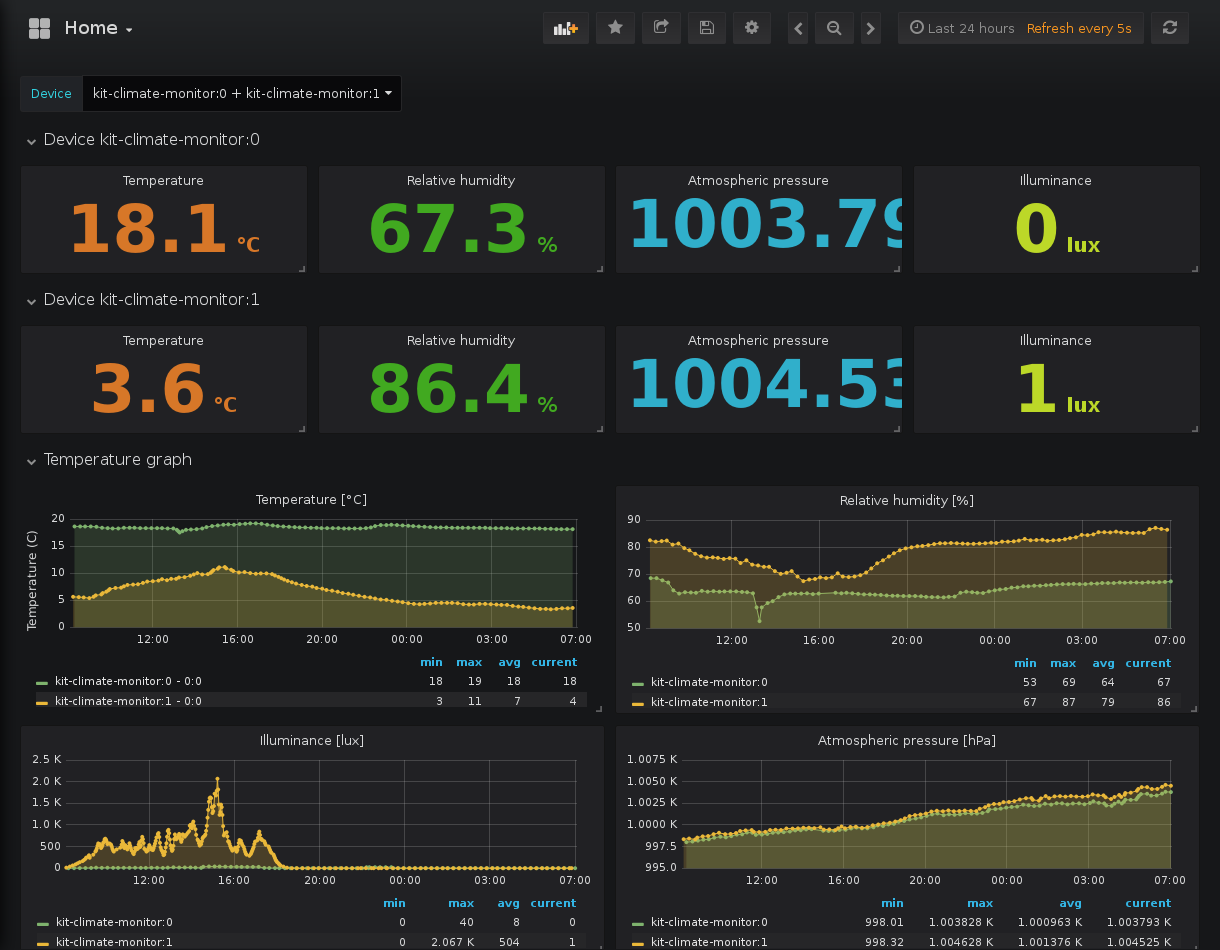 Home
Last 24 hours Refresh every 5s
Device kit-climate-monitor:0 + kit-climate-monitor:1
Device kit-climate-monitor:0
Temperature Relative humidity Atmospheric pressure Illuminance
18.1 °C 67.3 % 1003.79 0 lux
Device kit-climate-monitor:1
Temperature Relative humidity Atmospheric pressure Illuminance
3.6 °C 86.4 % 1004.53 1 lux
Temperature graph
Temperature [°C]
Temperature (C)
20
15
10
5
0
12:00 16:00 20:00 00:00 03:00 07:00
min max avg current
kit-climate-monitor:0 - 0:0 18 19 18 18
kit-climate-monitor:1 - 0:0 3 11 7 4
Relative humidity [%]
90
80
70
60
50
12:00 16:00 20:00 00:00 03:00 07:00
min max avg current
kit-climate-monitor:0 53 69 64 67
kit-climate-monitor:1 67 87 79 86
Illuminance [lux]
2.5 K
2.0 K
1.5 K
1.0 K
500
0
12:00 16:00 20:00 00:00 03:00 07:00
min max avg current
kit-climate-monitor:0 0 40 8 0
kit-climate-monitor:1 0 2.067 K 504 1
Atmospheric pressure [hPa]
1.0075 K
1.0050 K
1.0025 K
1.0000 K
997.5
995.0
12:00 16:00 20:00 00:00 03:00 07:00
min max avg current
kit-climate-monitor:0 998.01 1.003828 K 1.000963 K 1.003793 K
kit-climate-monitor:1 998.32 1.004628 K 1.001376 K 1.004525 K